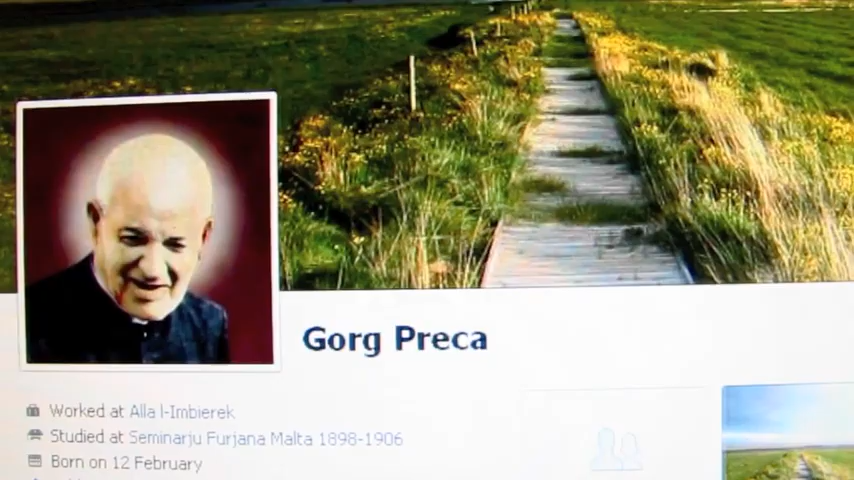 Gorg Preca
Worked at Alla l-Imbierek
Studied at Seminarju Furjana Malta 1898-1906
Born on 12 February